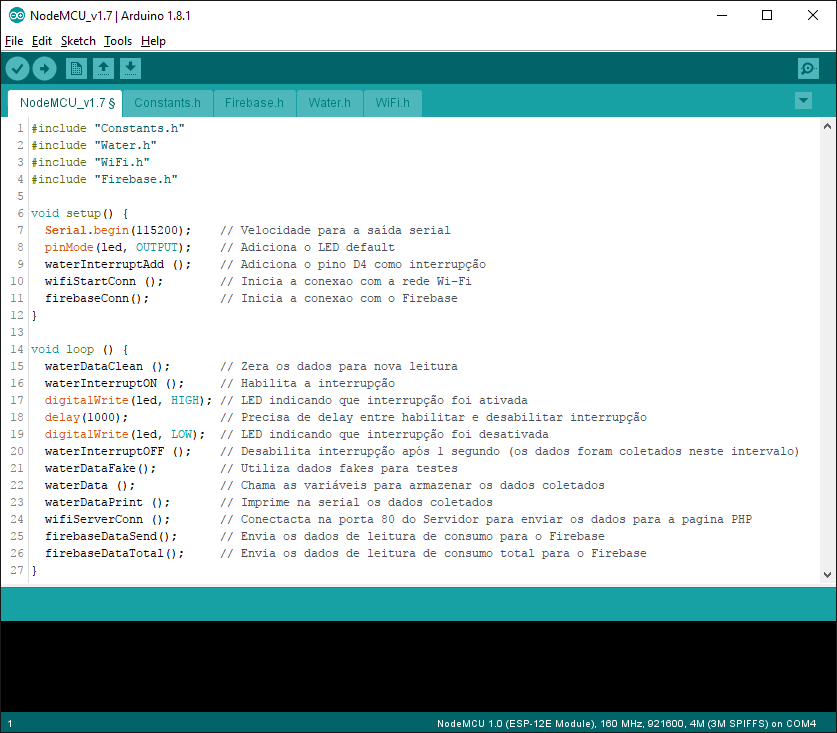 NodeMCU_v1.7 | Arduino 1.8.1
File Edit Sketch Tools Help
NodeMCU_v1.7 § Constants.h Firebase.h Water.h WiFi.h
1 #include "Constants.h"
2 #include "Water.h"
3 #include "WiFi.h"
4 #include "Firebase.h"
5
6 void setup() {
7 Serial.begin(115200); // Velocidade para a saída serial
8 pinMode(led, OUTPUT); // Adiciona o LED default
9 waterInterruptAdd (); // Adiciona o pino D4 como interrupção
10 wifiStartConn (); // Inicia a conexao com a rede Wi-Fi
11 firebaseConn(); // Inicia a conexao com o Firebase
12 }
13
14 void loop () {
15 waterDataClean (); // Zera os dados para nova leitura
16 waterInterruptON (); // Habilita a interrupção
17 digitalWrite(led, HIGH); // LED indicando que interrupção foi ativada
18 delay(1000); // Precisa de delay entre habilitar e desabilitar interrupção
19 digitalWrite(led, LOW); // LED indicando que interrupção foi desativada
20 waterInterruptOFF (); // Desabilita interrupção após 1 segundo (os dados foram coletados neste intervalo)
21 waterDataFake(); // Utiliza dados fakes para testes
22 waterData (); // Chama as variáveis para armazenar os dados coletados
23 waterDataPrint (); // Imprime na serial os dados coletados
24 wifiServerConn (); // Conectacta na porta 80 do Servidor para enviar os dados para a pagina PHP
25 firebaseDataSend(); // Envia os dados de leitura de consumo para o Firebase
26 firebaseDataTotal(); // Envia os dados de leitura de consumo total para o Firebase
27 }
1 NodeMCU 1.0 (ESP-12E Module), 160 MHz, 921600, 4M (3M SPIFFS) on COM4